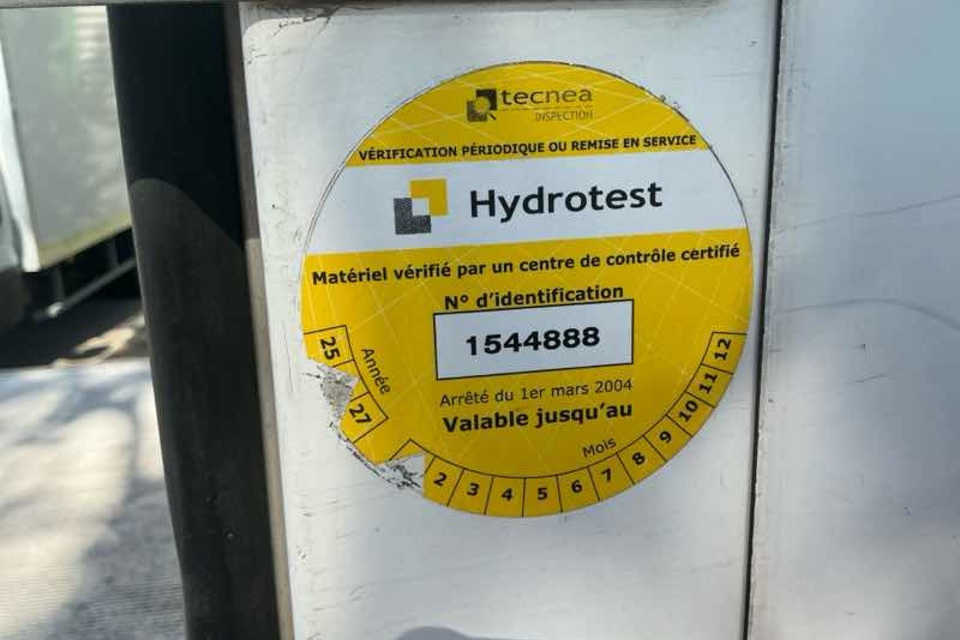 tecnea
INSPECTION
VÉRIFICATION PÉRIODIQUE OU REMISE EN SERVICE
Hydrotest
Matériel vérifié par un centre de contrôle certifié
N° d'identification
1544888
Arrêté du 1er mars 2004
Valable jusqu'au
Année
25
27
Mois
2 3 4 5 6 7 8 9 10 11 12